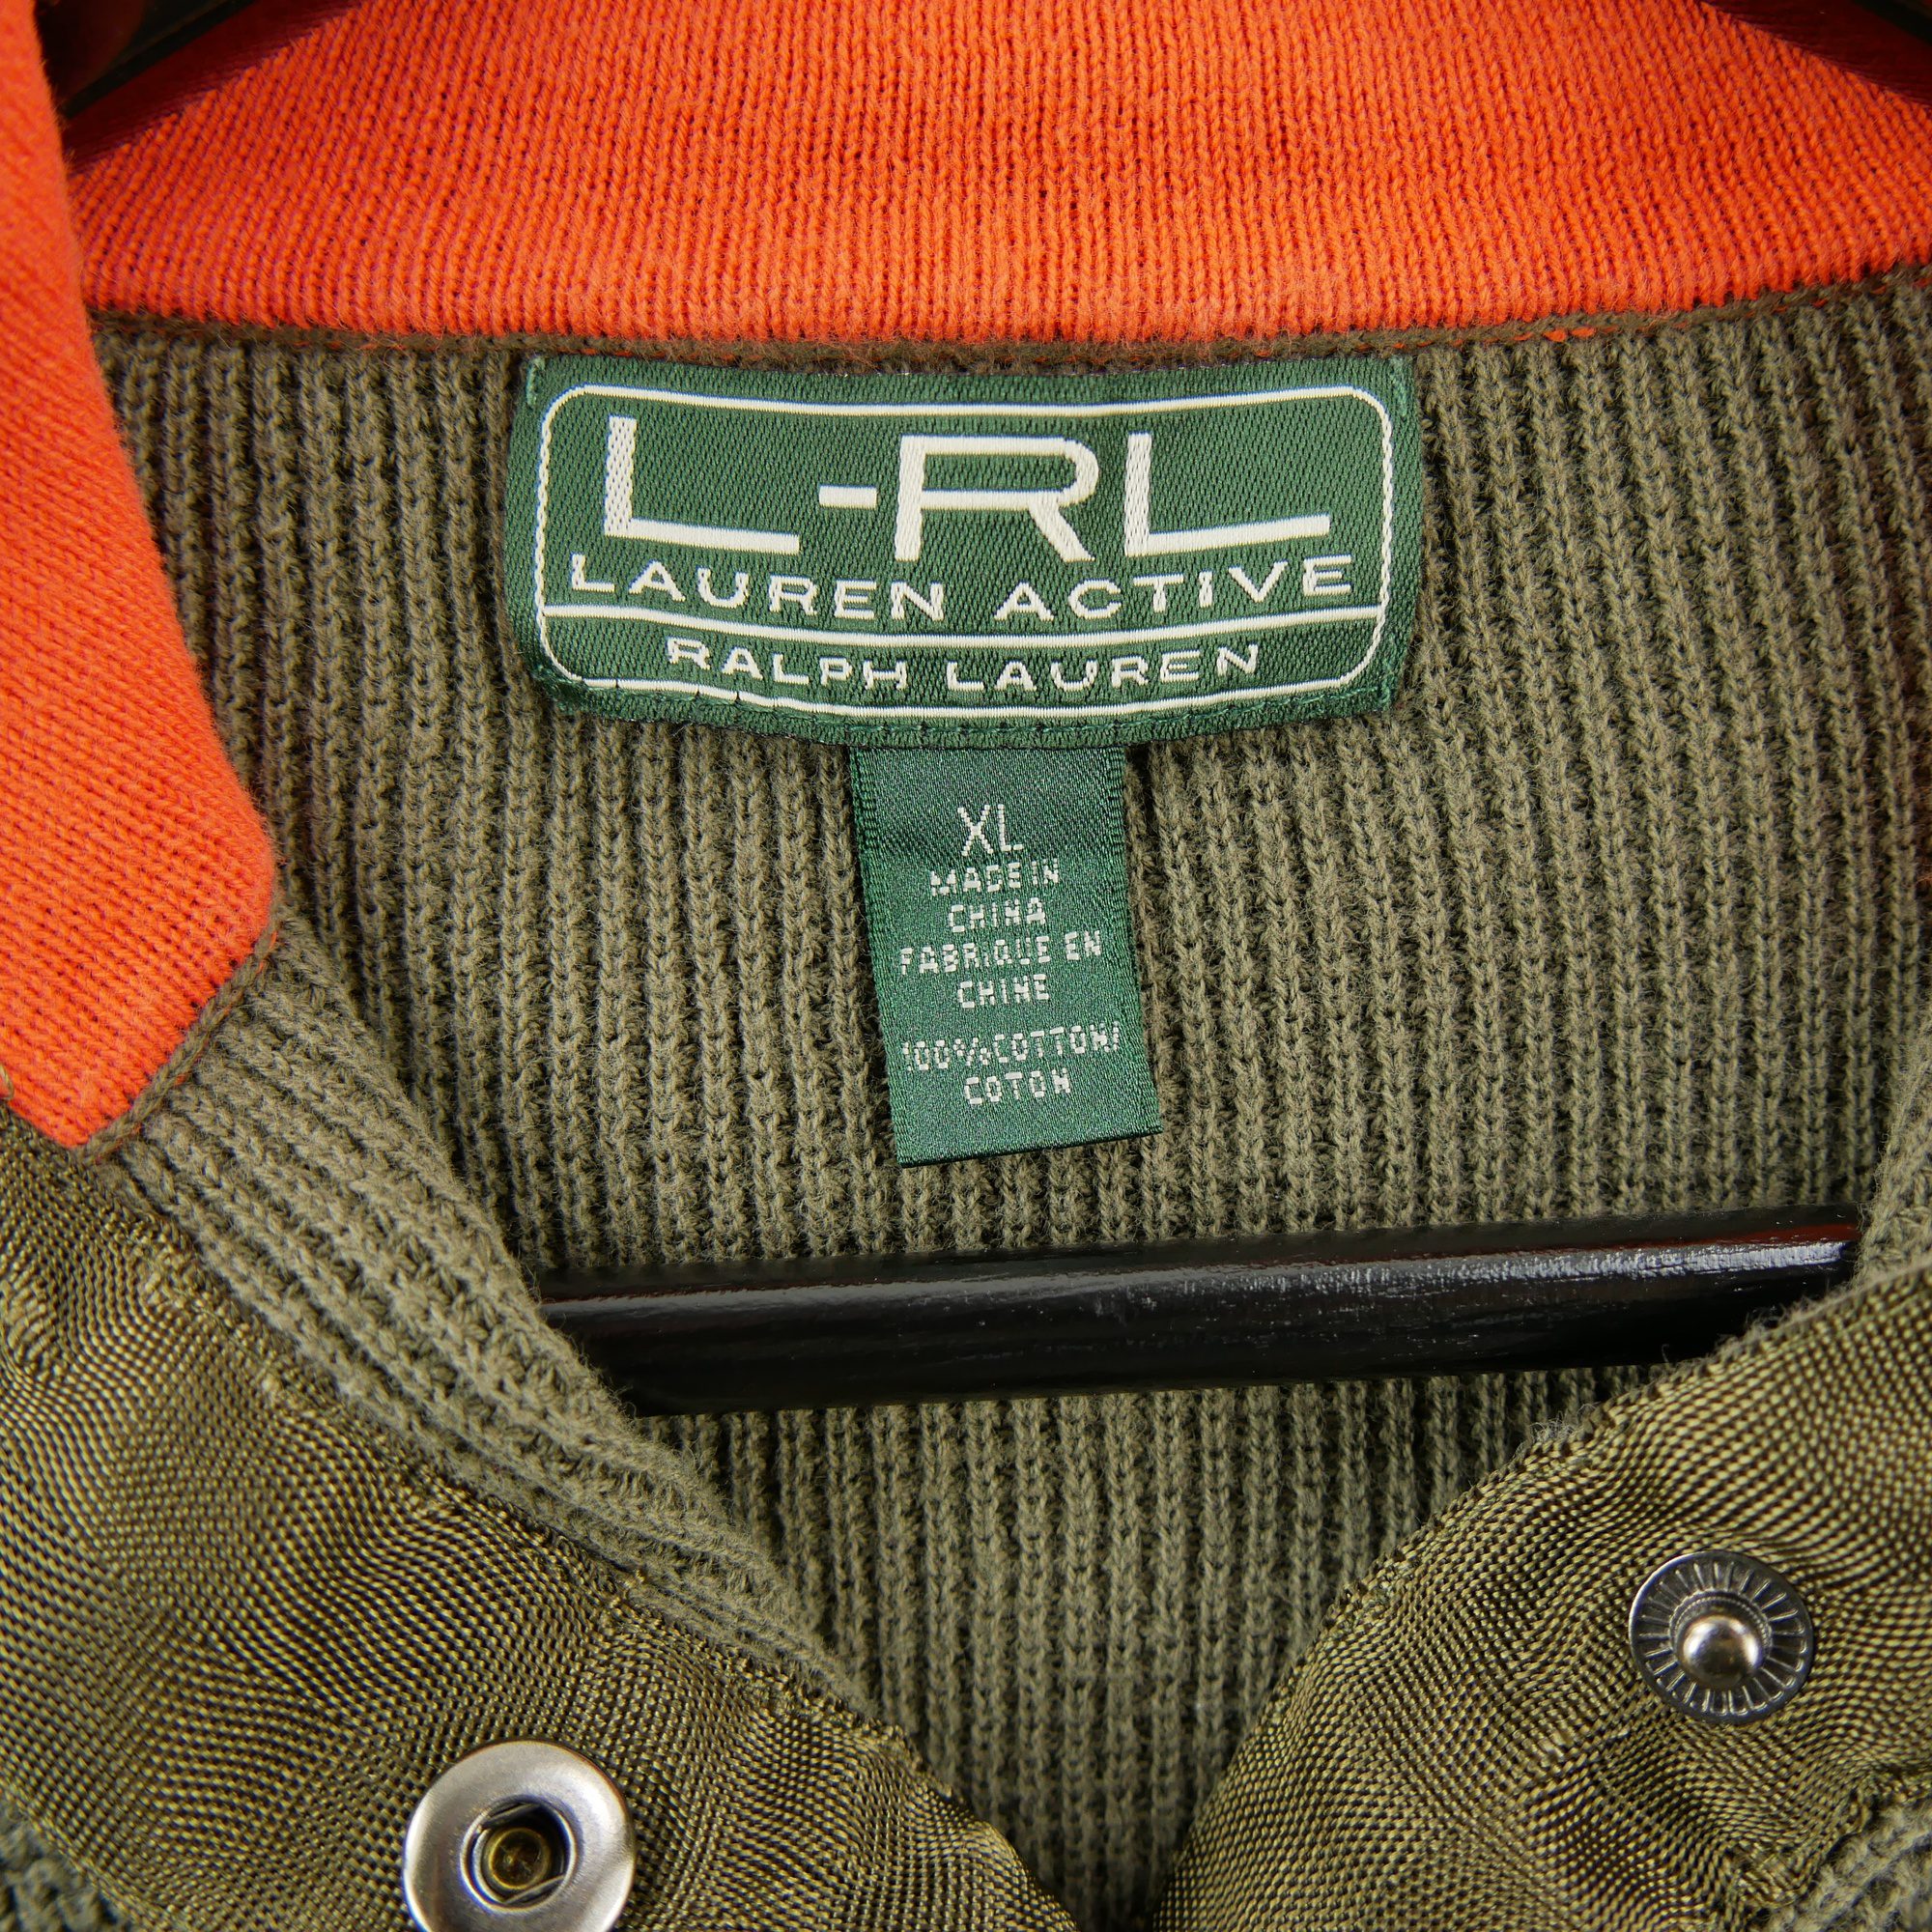 L-RL
LAUREN ACTIVE
RALPH LAUREN
XL
MADE IN
CHINA
FABRIQUE EN
CHINE
100% COTTON/
COTON